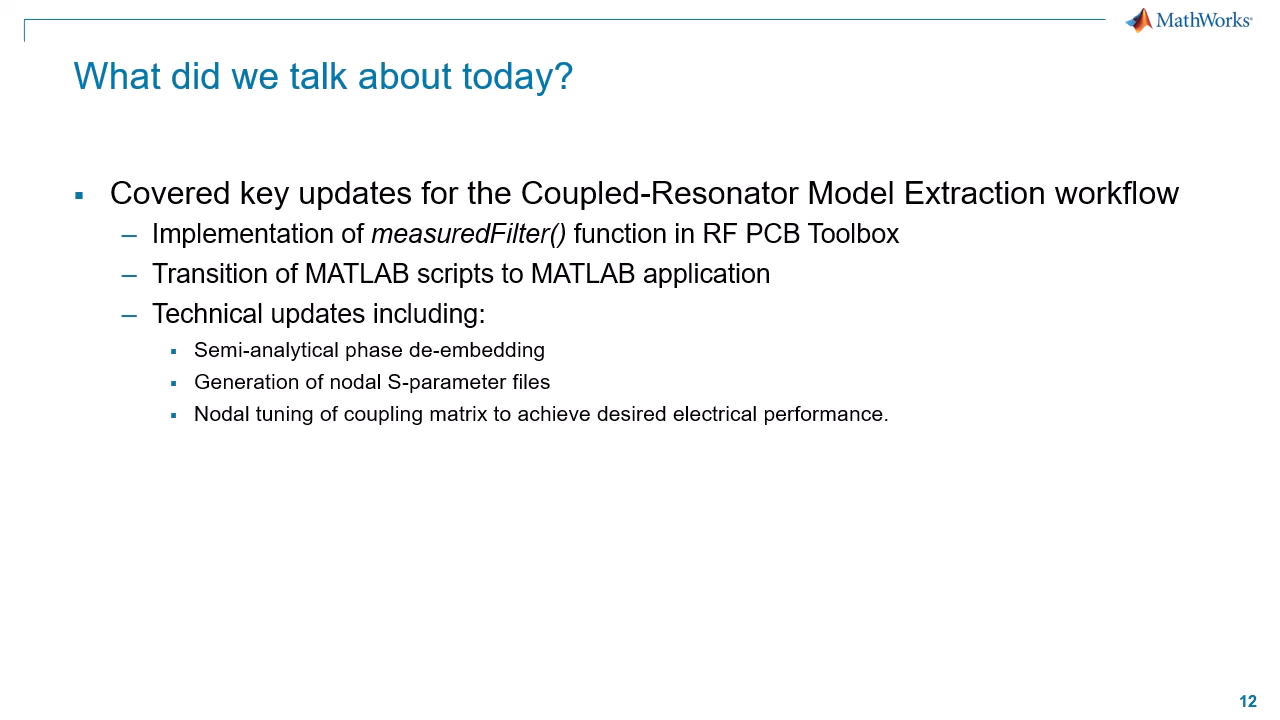 MathWorks®
What did we talk about today?
▪ Covered key updates for the Coupled-Resonator Model Extraction workflow
– Implementation of measuredFilter() function in RF PCB Toolbox
– Transition of MATLAB scripts to MATLAB application
– Technical updates including:
▪ Semi-analytical phase de-embedding
▪ Generation of nodal S-parameter files
▪ Nodal tuning of coupling matrix to achieve desired electrical performance.
12